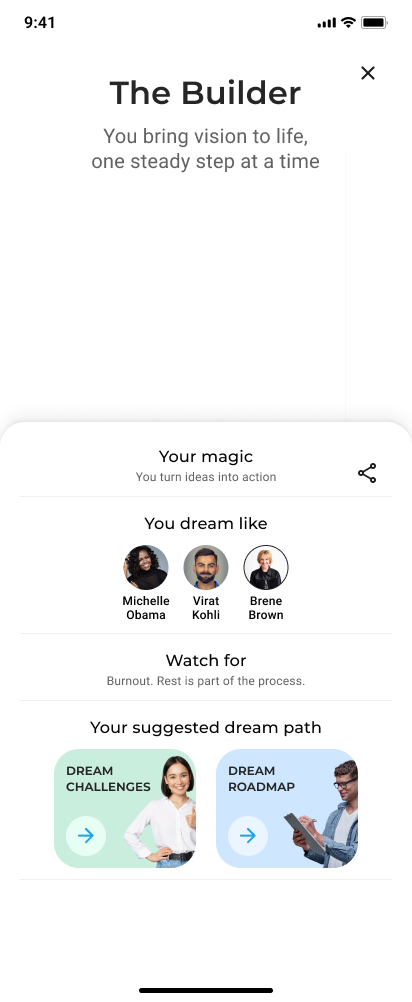 9:41
The Builder
You bring vision to life,
one steady step at a time
Your magic
You turn ideas into action
You dream like
Michelle
Obama
Virat
Kohli
Brene
Brown
Watch for
Burnout. Rest is part of the process.
Your suggested dream path
DREAM
CHALLENGES
DREAM
ROADMAP